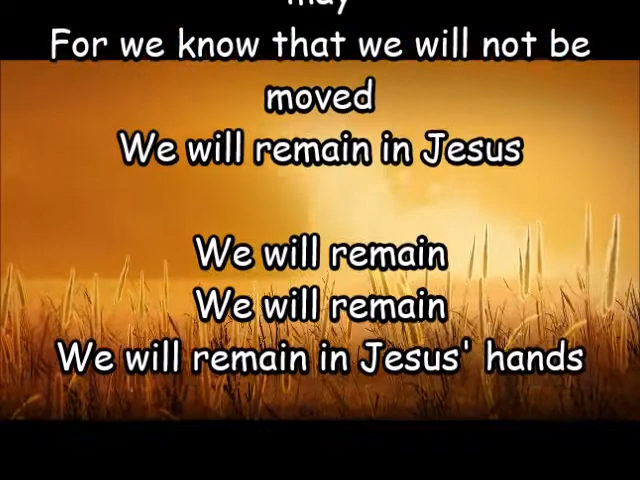 may
For we know that we will not be
moved
We will remain in Jesus
We will remain
We will remain
We will remain in Jesus' hands